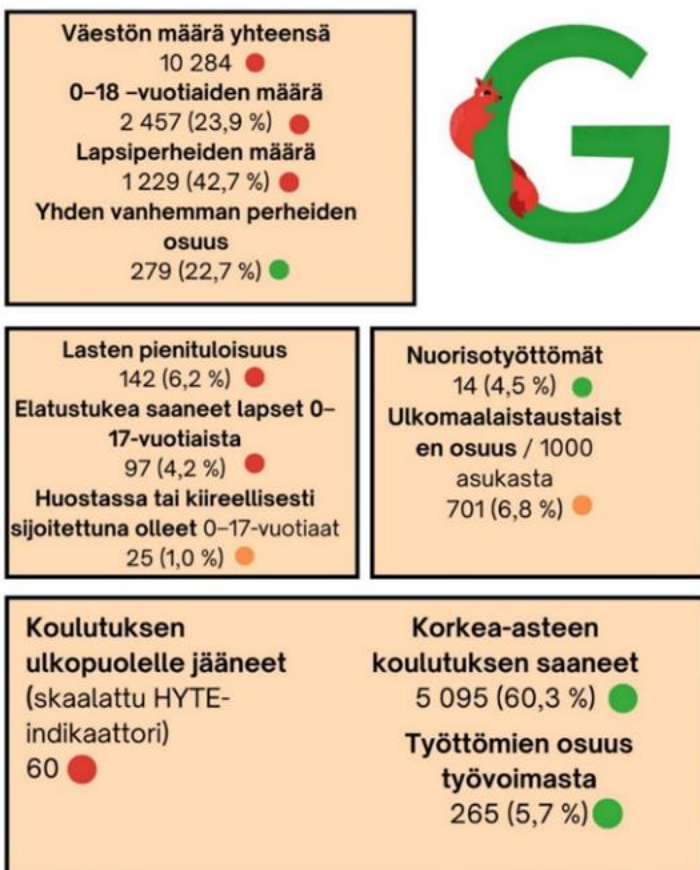 Väestön määrä yhteensä
10 284
0–18 –vuotiaiden määrä
2 457 (23,9 %)
Lapsiperheiden määrä
1 229 (42,7 %)
Yhden vanhemman perheiden
osuus
279 (22,7 %)
G
Lasten pienituloisuus
142 (6,2 %)
Elatustukea saaneet lapset 0–
17-vuotiaista
97 (4,2 %)
Huostassa tai kiireellisesti
sijoitettuna olleet 0–17-vuotiaat
25 (1,0 %)
Nuorisotyöttömät
14 (4,5 %)
Ulkomaalaistaustaist
en osuus / 1000
asukasta
701 (6,8 %)
Koulutuksen
ulkopuolelle jääneet
(skaalattu HYTE-
indikaattori)
60
Korkea-asteen
koulutuksen saaneet
5 095 (60,3 %)
Työttömien osuus
työvoimasta
265 (5,7 %)